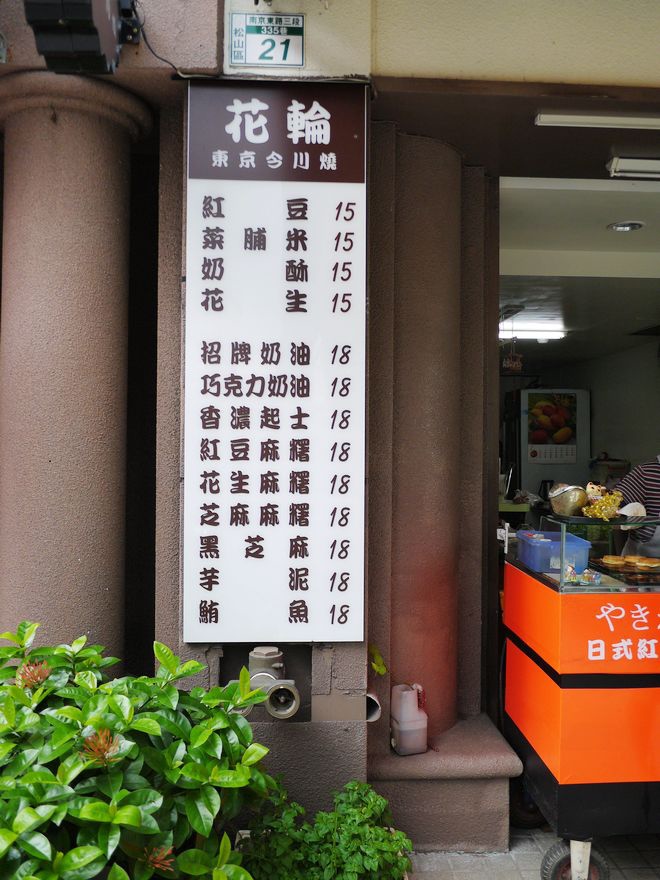 南京東路三段
松山區
335巷
21
花輪
東京今川燒
紅豆 15
菜脯米 15
奶酥 15
花生 15
招牌奶油 18
巧克力奶油 18
香濃起士 18
紅豆麻糬 18
花生麻糬 18
芝麻麻糬 18
黑芝麻 18
芋泥 18
鮪魚 18
やき
日式紅